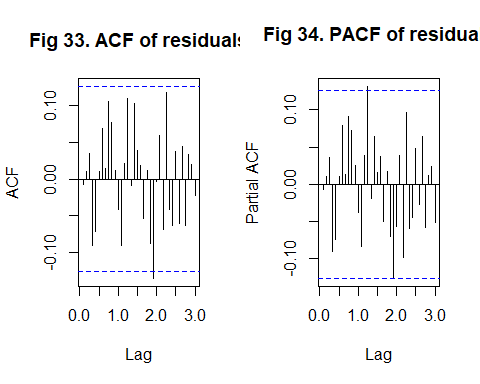 Fig 33. ACF of residuals
Fig 34. PACF of residua
ACF
0.10
0.00
-0.10
0.0 1.0 2.0 3.0
Lag
Partial ACF
0.10
0.00
-0.10
0.0 1.0 2.0 3.0
Lag